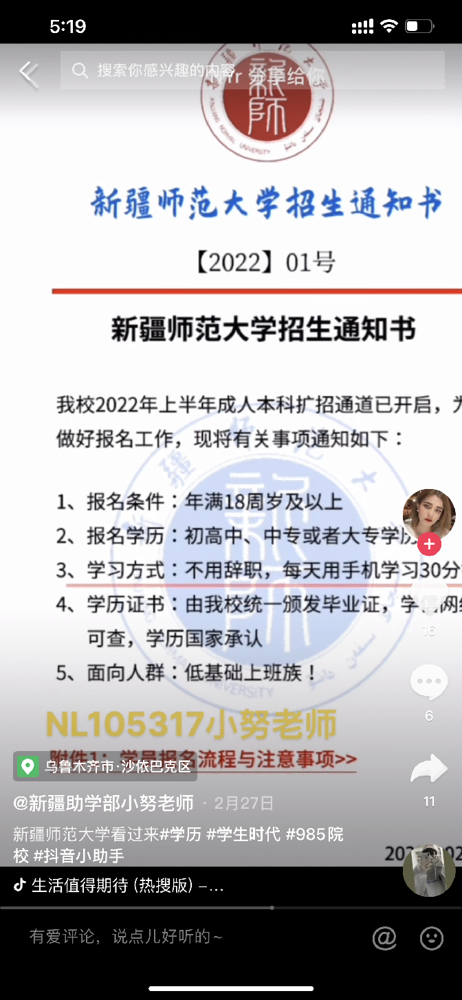 5:19
搜索你感兴趣的内容
分享给你
新师
XINJIANG NORMAL UNIVERSITY
新疆师范大学招生通知书
【2022】01号
新疆师范大学招生通知书
我校2022年上半年成人本科扩招通道已开启，为
做好报名工作，现将有关事项通知如下：
1、报名条件：年满18周岁及以上
2、报名学历：初高中、中专或者大专学历
3、学习方式：不用辞职，每天用手机学习30分
4、学历证书：由我校统一颁发毕业证，学信网
可查，学历国家承认
16
5、面向人群：低基础上班族！
6
NL105317小努老师
附件1：学员报名流程与注意事项>>
乌鲁木齐市·沙依巴克区
@新疆助学部小努老师 · 2月27日
11
新疆师范大学看过来#学历 #学生时代 #985院
校 #抖音小助手
生活值得期待 (热搜版) –...
有爱评论，说点儿好听的~